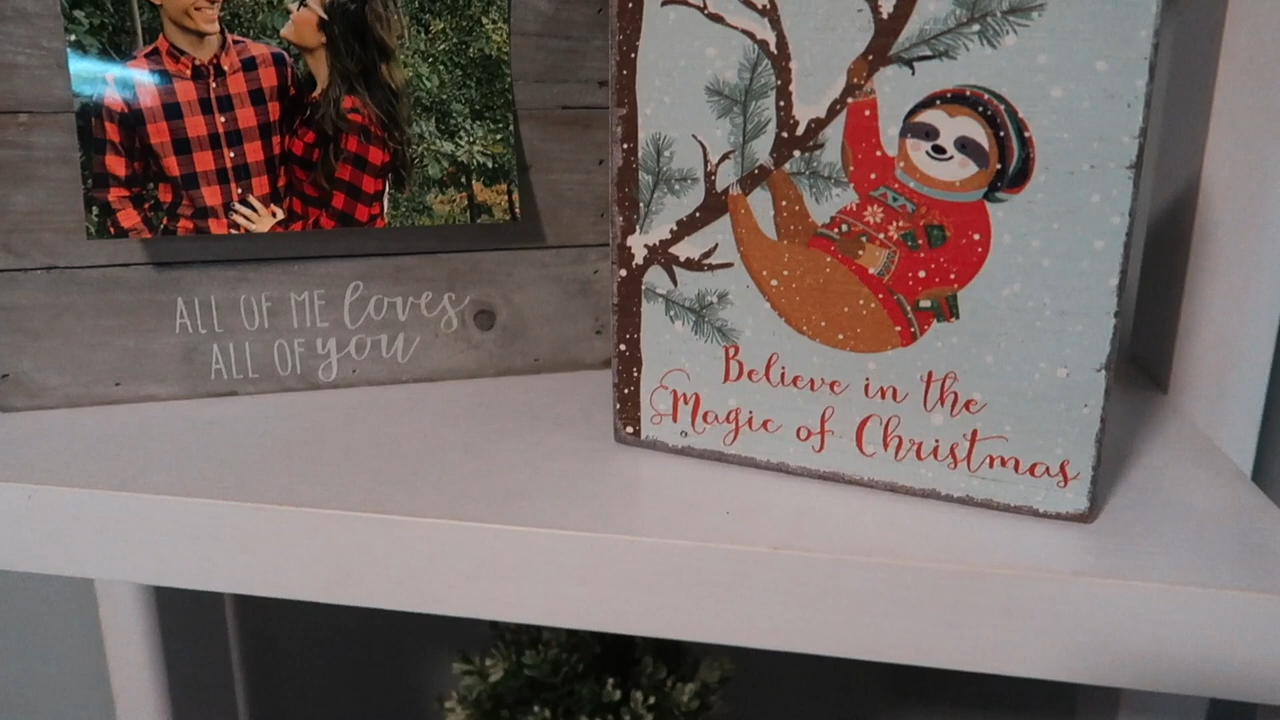 ALL OF ME loves
ALL OF you
Believe in the
Magic of Christmas